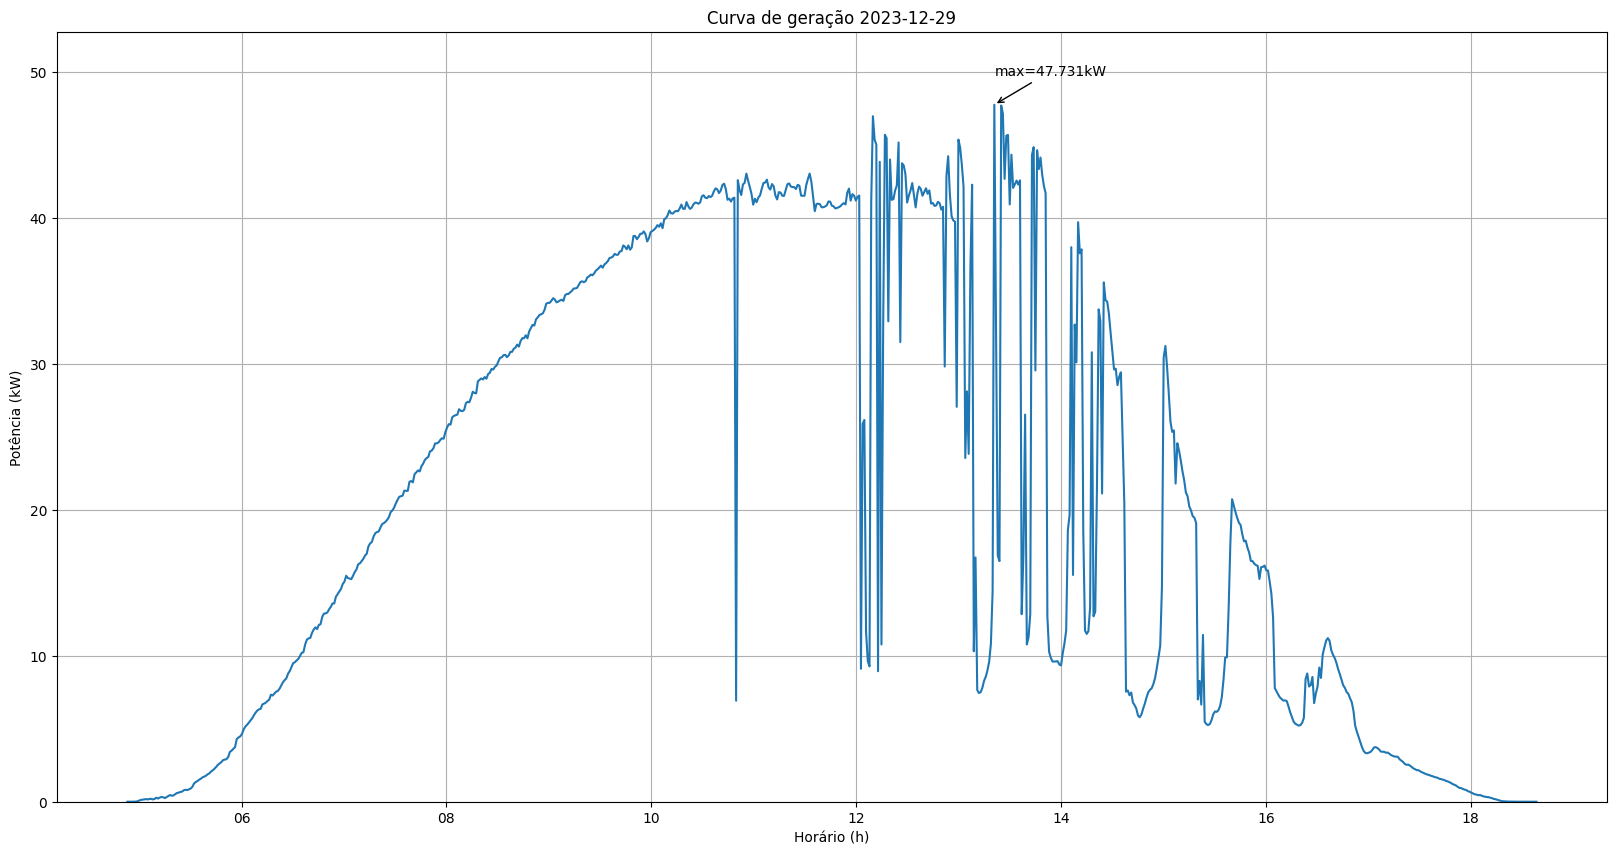 Curva de geração 2023-12-29
max=47.731kW
50
40
30
20
10
0
Potência (kW)
06 08 10 12 14 16 18
Horário (h)